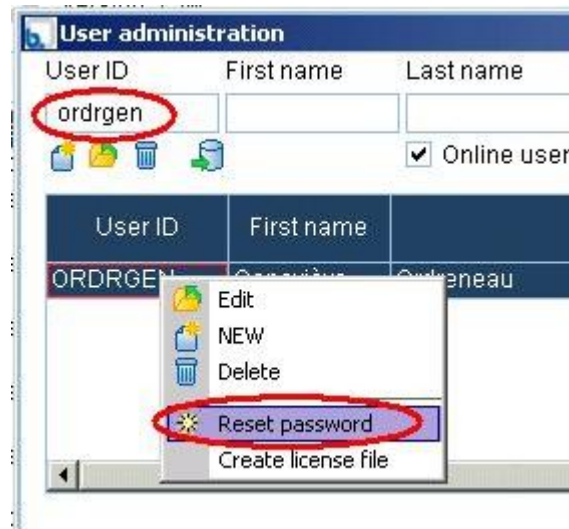 User administration
User ID First name Last name
ordrgen
Online user
User ID First name
ORDRGEN
Edit
NEW
Delete
Reset password
Create license file